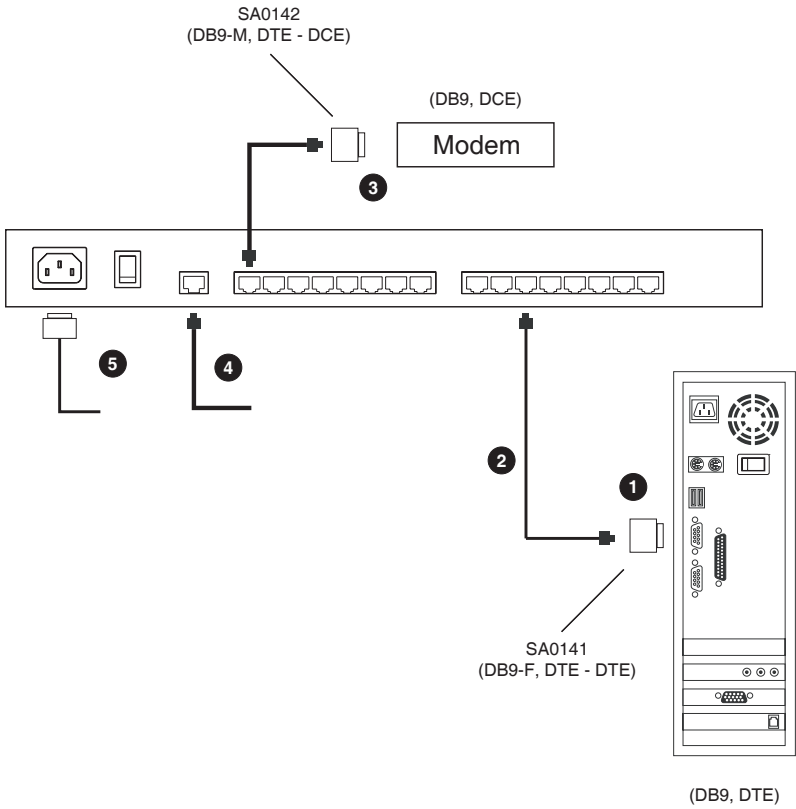 SA0142
(DB9-M, DTE - DCE)
(DB9, DCE)
Modem
3
5
4
2
1
SA0141
(DB9-F, DTE - DTE)
(DB9, DTE)